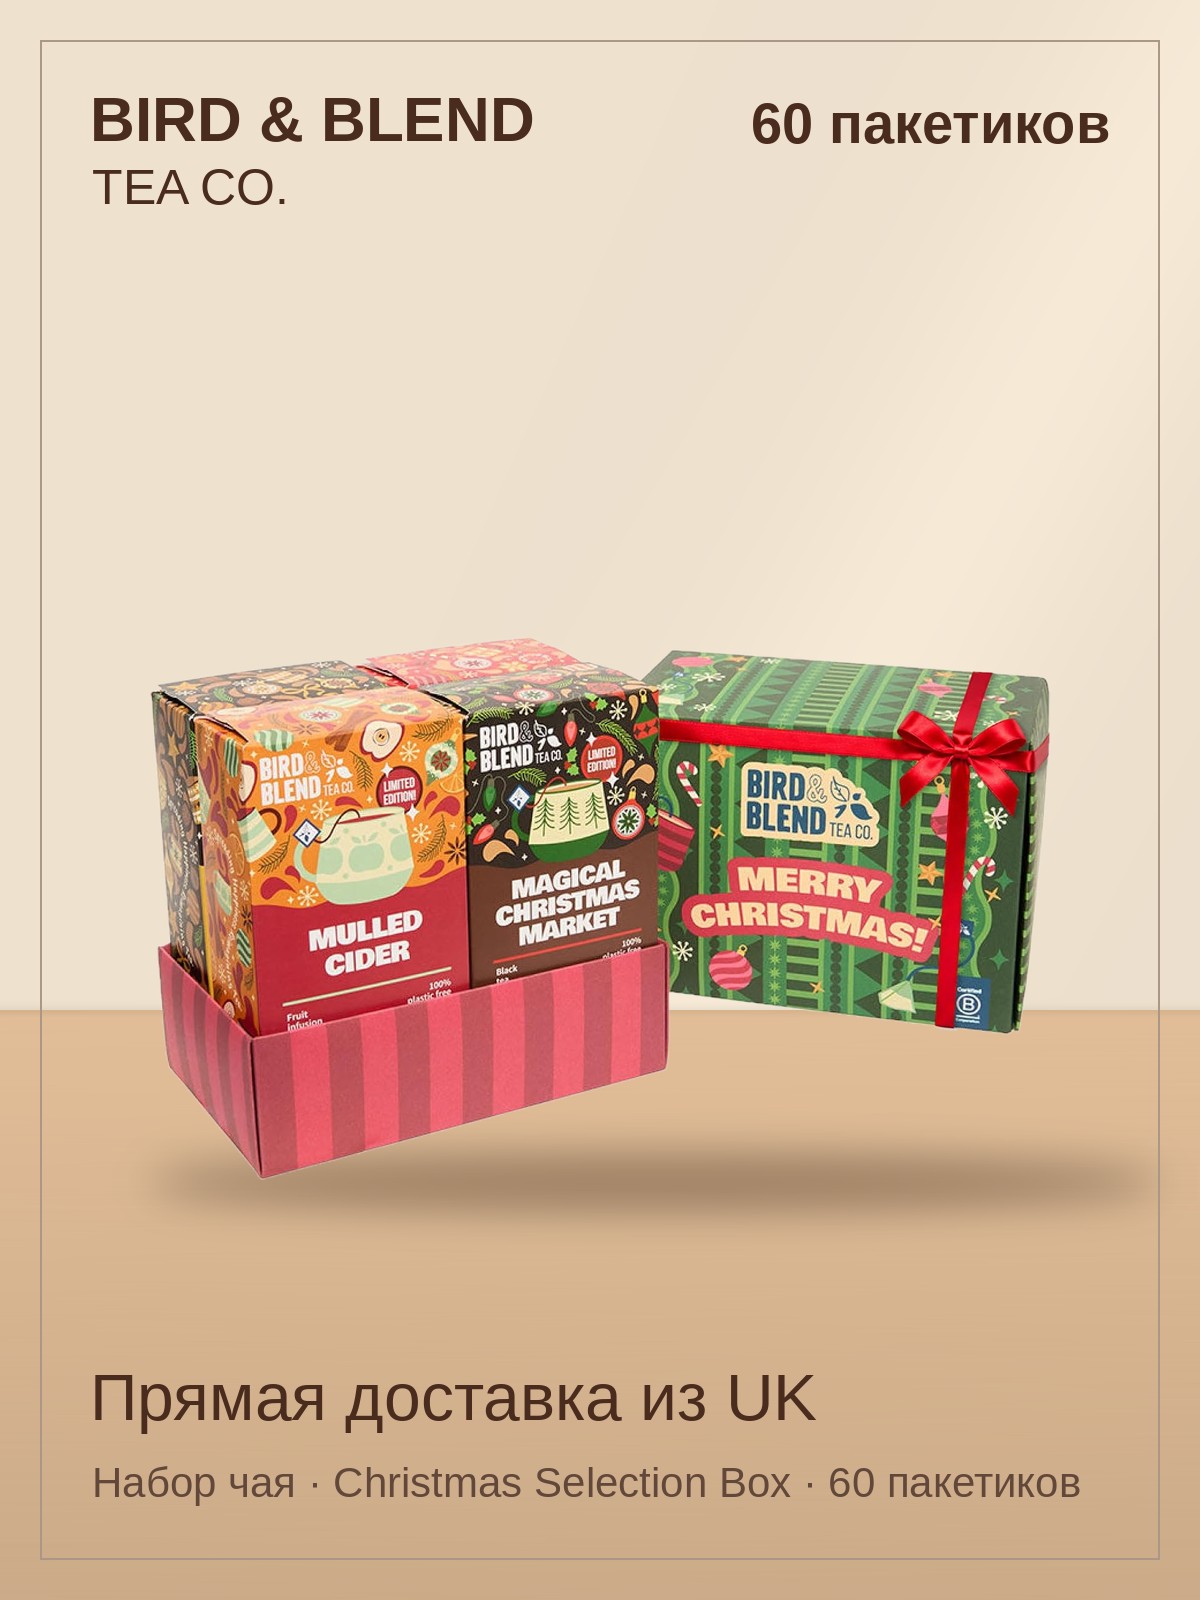 BIRD & BLEND
TEA CO.
60 пакетиков
BIRD &
BLEND TEA CO.
LIMITED
EDITION!
MULLED
CIDER
100%
plastic free
Fruit
infusion
BIRD &
BLEND TEA CO.
LIMITED
EDITION!
MAGICAL
CHRISTMAS
MARKET
100%
plastic free
Black
tea
BIRD &
BLEND TEA CO.
MERRY
CHRISTMAS!
Certified
B
Corporation
Прямая доставка из UK
Набор чая · Christmas Selection Box · 60 пакетиков